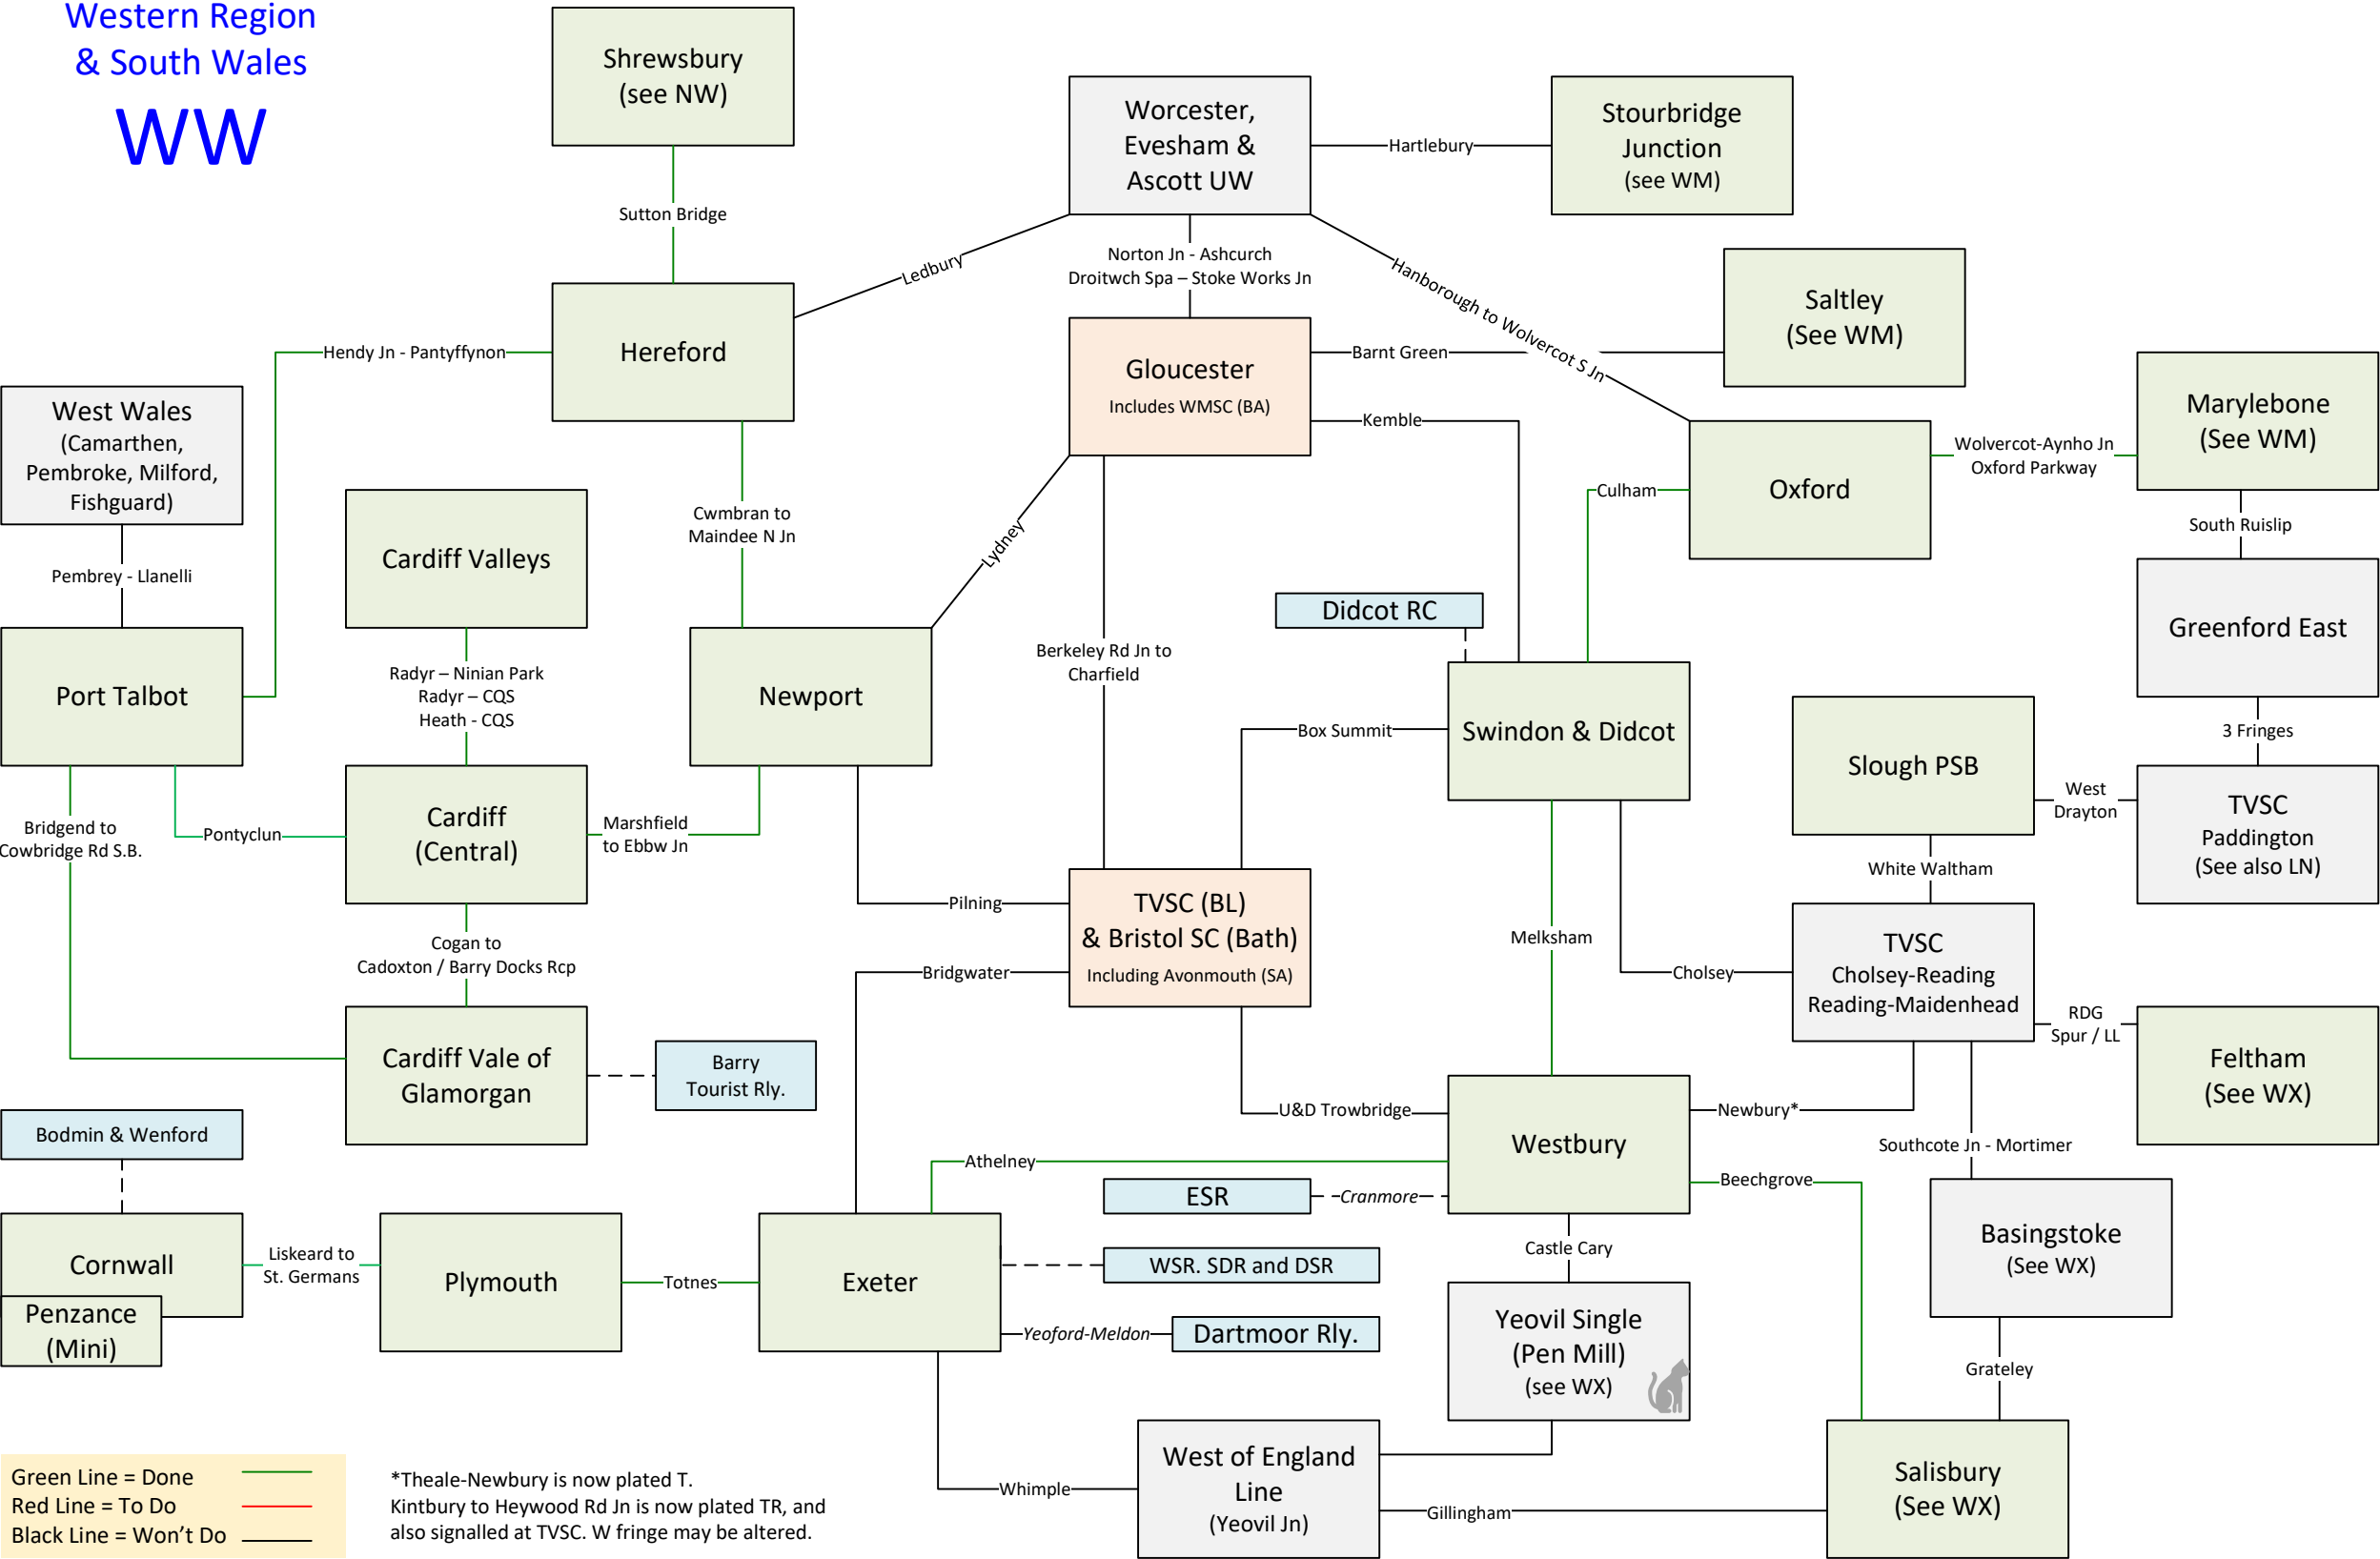 Western Region
& South Wales
WW
Shrewsbury
(see NW)
Worcester,
Evesham &
Ascott UW
Hartlebury
Stourbridge
Junction
(see WM)
Sutton Bridge
Ledbury
Norton Jn - Ashcurch
Droitwch Spa – Stoke Works Jn
Hanborough to Wolvercot S Jn
Saltley
(See WM)
Hereford
Hendy Jn - Pantyffynon
Gloucester
Includes WMSC (BA)
Barnt Green
Kemble
Marylebone
(See WM)
Wolvercot-Aynho Jn
Oxford Parkway
Oxford
Culham
West Wales
(Camarthen,
Pembroke, Milford,
Fishguard)
Cwmbran to
Maindee N Jn
Lydney
South Ruislip
Cardiff Valleys
Pembrey - Llanelli
Didcot RC
Greenford East
Port Talbot
Radyr – Ninian Park
Radyr – CQS
Heath - CQS
Newport
Berkeley Rd Jn to
Charfield
Box Summit
Swindon & Didcot
Slough PSB
3 Fringes
West
Drayton
TVSC
Paddington
(See also LN)
Bridgend to
Cowbridge Rd S.B.
Pontyclun
Cardiff
(Central)
Marshfield
to Ebbw Jn
White Waltham
Pilning
TVSC (BL)
& Bristol SC (Bath)
Including Avonmouth (SA)
Melksham
Cholsey
TVSC
Cholsey-Reading
Reading-Maidenhead
Cogan to
Cadoxton / Barry Docks Rcp
Bridgwater
RDG
Spur / LL
Feltham
(See WX)
Cardiff Vale of
Glamorgan
Barry
Tourist Rly.
U&D Trowbridge
Westbury
Newbury*
Southcote Jn - Mortimer
Bodmin & Wenford
Athelney
Beechgrove
ESR
Cranmore
Basingstoke
(See WX)
Cornwall
Liskeard to
St. Germans
Plymouth
Totnes
Exeter
WSR. SDR and DSR
Castle Cary
Penzance
(Mini)
Yeoford-Meldon
Dartmoor Rly.
Yeovil Single
(Pen Mill)
(see WX)
Grateley
West of England
Line
(Yeovil Jn)
Whimple
Gillingham
Salisbury
(See WX)
Green Line = Done
Red Line = To Do
Black Line = Won’t Do
*Theale-Newbury is now plated T.
Kintbury to Heywood Rd Jn is now plated TR, and
also signalled at TVSC. W fringe may be altered.